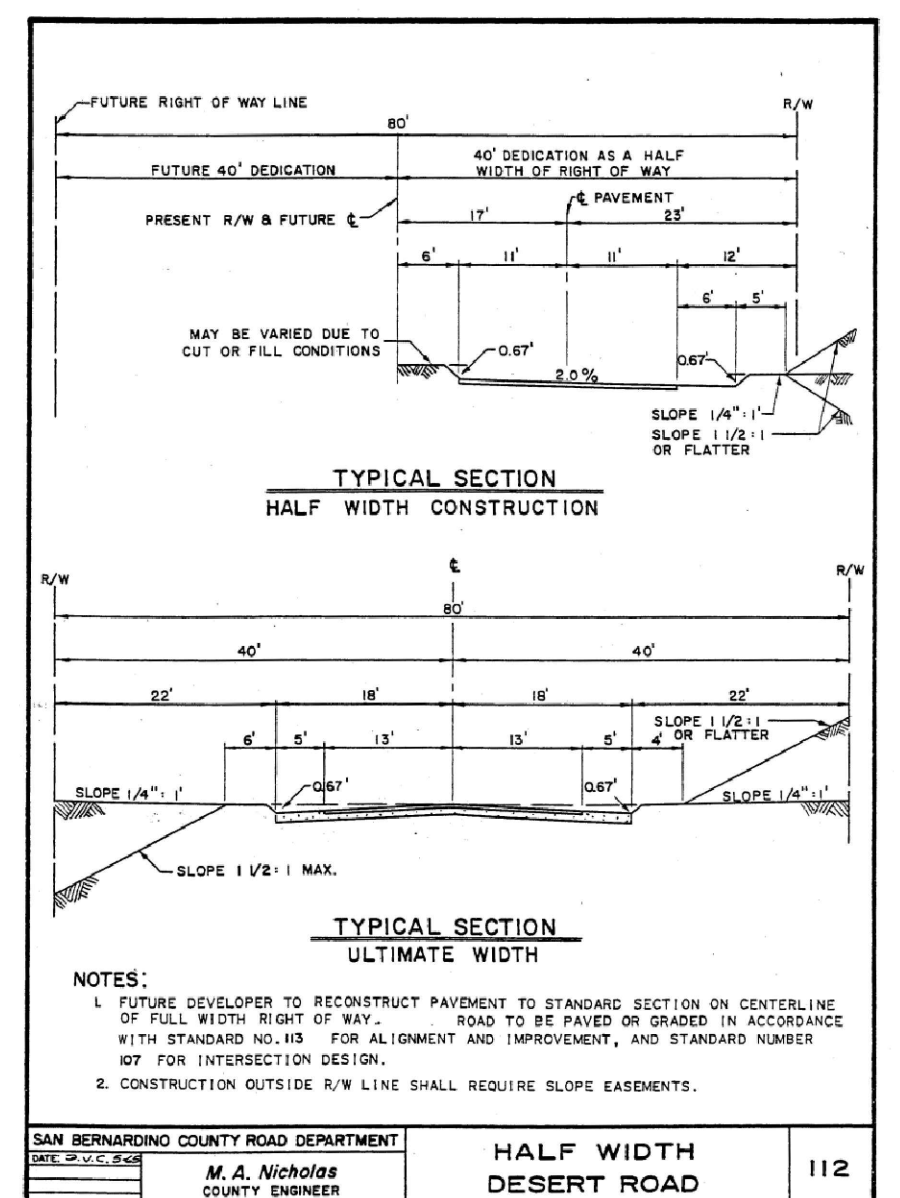 FUTURE RIGHT OF WAY LINE
R/W
80'
FUTURE 40' DEDICATION
40' DEDICATION AS A HALF
WIDTH OF RIGHT OF WAY
PRESENT R/W & FUTURE ℄
℄ PAVEMENT
17'
23'
6'
11'
11'
12'
6'
5'
MAY BE VARIED DUE TO
CUT OR FILL CONDITIONS
0.67'
0.67'
2.0%
SLOPE 1/4":1'
SLOPE 1 1/2:1
OR FLATTER
TYPICAL SECTION
HALF WIDTH CONSTRUCTION
R/W
℄
R/W
80'
40'
40'
22'
18'
18'
22'
SLOPE 1 1/2:1
OR FLATTER
6'
5'
13'
13'
5'
4'
SLOPE 1/4": 1'
0.67'
0.67'
SLOPE 1/4":1'
SLOPE 1 1/2:1 MAX.
TYPICAL SECTION
ULTIMATE WIDTH
NOTES:
1. FUTURE DEVELOPER TO RECONSTRUCT PAVEMENT TO STANDARD SECTION ON CENTERLINE
OF FULL WIDTH RIGHT OF WAY. ROAD TO BE PAVED OR GRADED IN ACCORDANCE
WITH STANDARD NO. 113 FOR ALIGNMENT AND IMPROVEMENT, AND STANDARD NUMBER
107 FOR INTERSECTION DESIGN.
2. CONSTRUCTION OUTSIDE R/W LINE SHALL REQUIRE SLOPE EASEMENTS.
SAN BERNARDINO COUNTY ROAD DEPARTMENT
DATE:
M. A. Nicholas
COUNTY ENGINEER
HALF WIDTH
DESERT ROAD
112